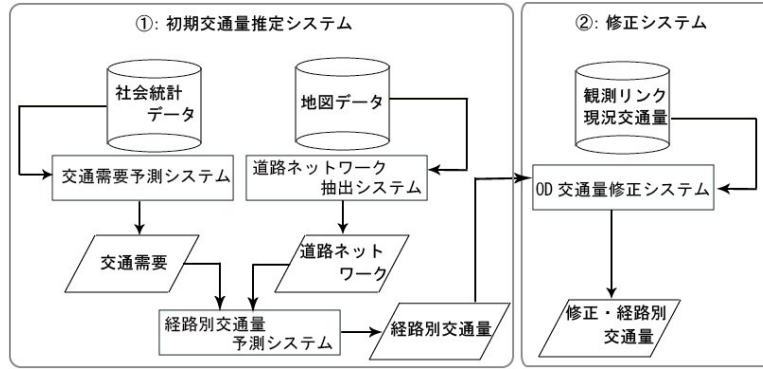 ①: 初期交通量推定システム
社会統計
データ
地図データ
交通需要予測システム
道路ネットワーク
抽出システム
交通需要
道路ネット
ワーク
経路別交通量
予測システム
経路別交通量
②: 修正システム
観測リンク
現況交通量
OD 交通量修正システム
修正・経路別
交通量